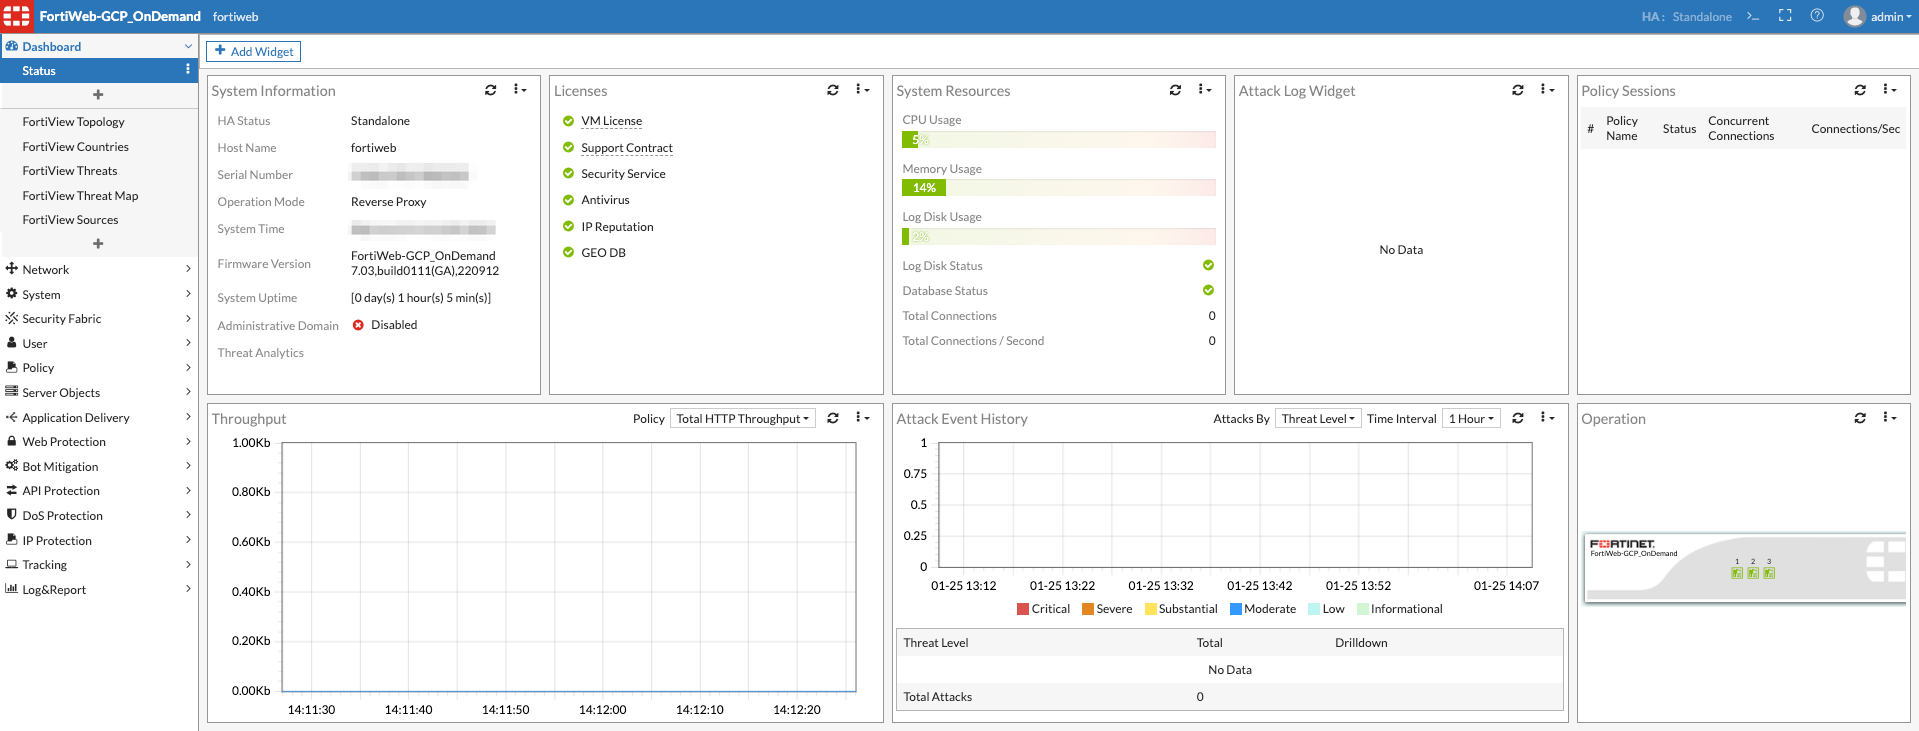 FortiWeb-GCP_OnDemand fortiweb
HA: Standalone
admin
Dashboard
Status
FortiView Topology
FortiView Countries
FortiView Threats
FortiView Threat Map
FortiView Sources
Network
System
Security Fabric
User
Policy
Server Objects
Application Delivery
Web Protection
Bot Mitigation
API Protection
DoS Protection
IP Protection
Tracking
Log&Report
Add Widget
System Information
HA Status Standalone
Host Name fortiweb
Serial Number
Operation Mode Reverse Proxy
System Time
Firmware Version FortiWeb-GCP_OnDemand
7.03,build0111(GA),220912
System Uptime [0 day(s) 1 hour(s) 5 min(s)]
Administrative Domain Disabled
Threat Analytics
Licenses
VM License
Support Contract
Security Service
Antivirus
IP Reputation
GEO DB
System Resources
CPU Usage
5%
Memory Usage
14%
Log Disk Usage
2%
Log Disk Status
Database Status
Total Connections 0
Total Connections / Second 0
Attack Log Widget
No Data
Policy Sessions
# Policy Name Status Concurrent Connections Connections/Sec
Throughput
Policy Total HTTP Throughput
1.00Kb
0.80Kb
0.60Kb
0.40Kb
0.20Kb
0.00Kb
14:11:30 14:11:40 14:11:50 14:12:00 14:12:10 14:12:20
Attack Event History
Attacks By Threat Level Time Interval 1 Hour
1
0.75
0.5
0.25
0
01-25 13:12 01-25 13:22 01-25 13:32 01-25 13:42 01-25 13:52 01-25 14:07
Critical Severe Substantial Moderate Low Informational
Threat Level Total Drilldown
No Data
Total Attacks 0
Operation
FORTINET
FortiWeb-GCP_OnDemand
1 2 3